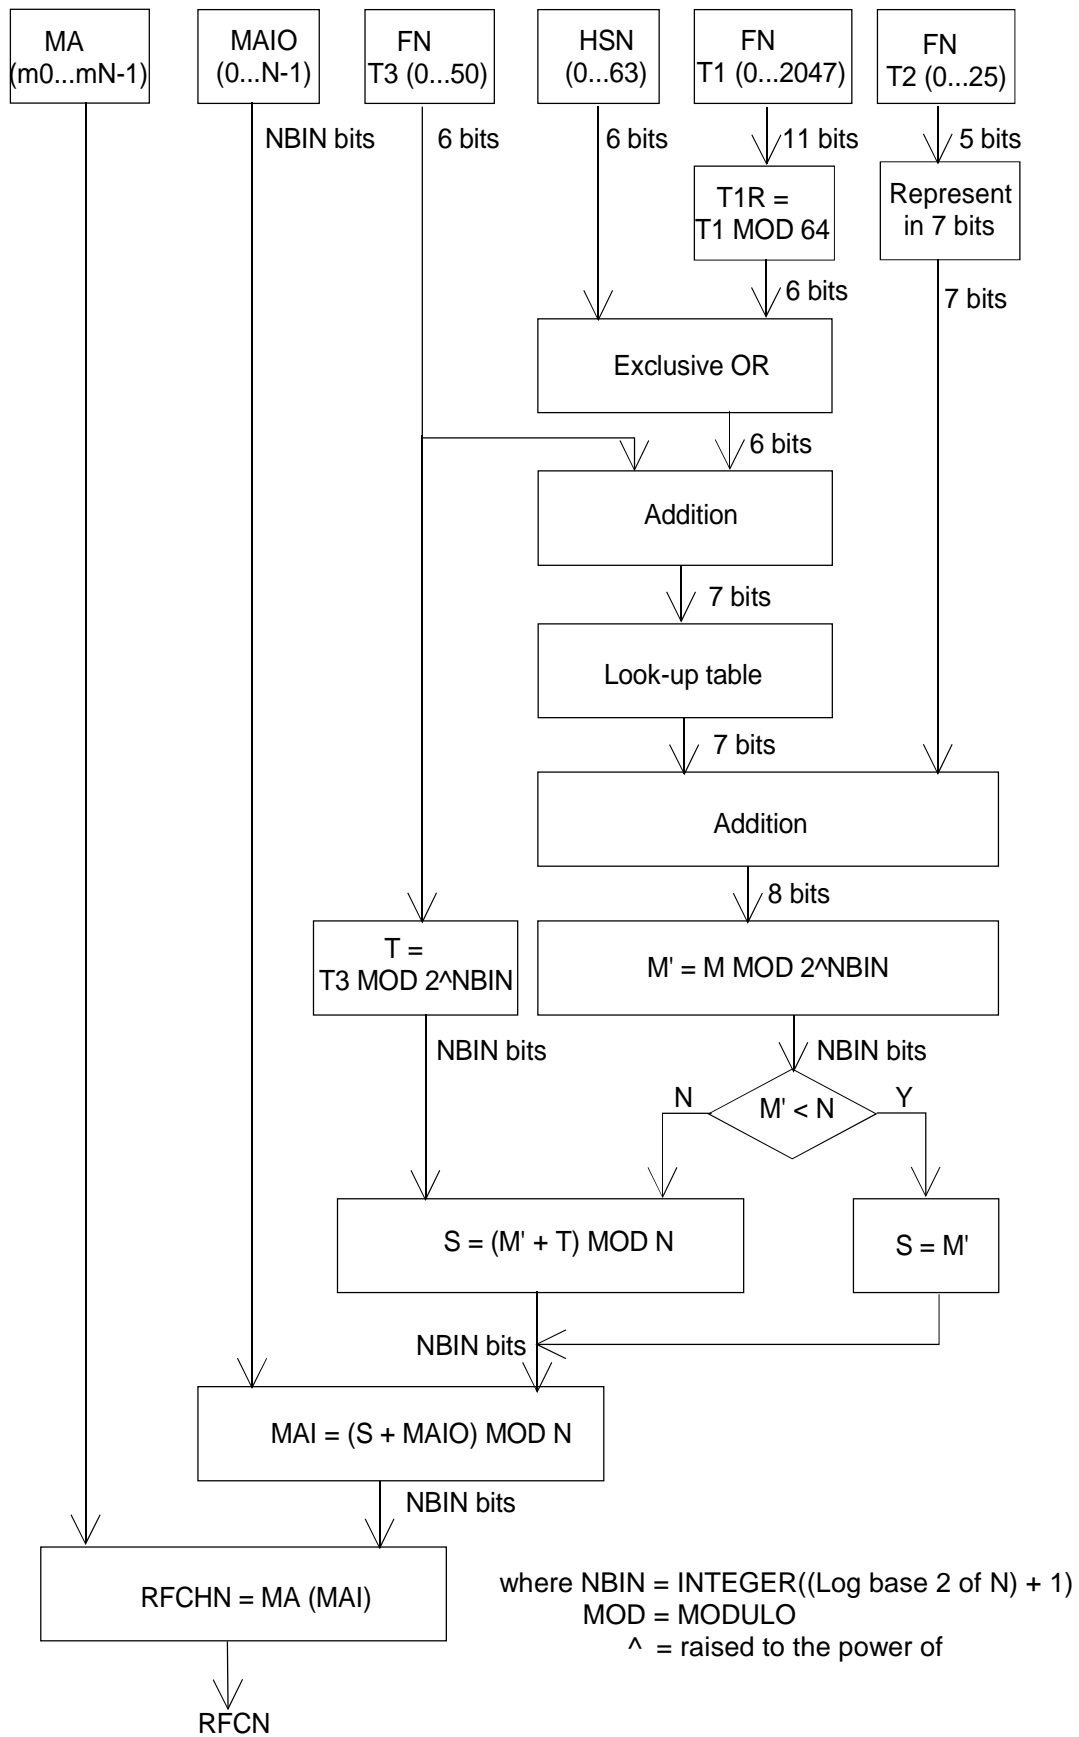 MA
(m0...mN-1)
MAIO
(0...N-1)
FN
T3 (0...50)
HSN
(0...63)
FN
T1 (0...2047)
FN
T2 (0...25)
NBIN bits
6 bits
6 bits
11 bits
5 bits
T1R =
T1 MOD 64
Represent
in 7 bits
6 bits
7 bits
Exclusive OR
6 bits
Addition
7 bits
Look-up table
7 bits
Addition
8 bits
T =
T3 MOD 2^NBIN
M' = M MOD 2^NBIN
NBIN bits
NBIN bits
N
M' < N
Y
S = (M' + T) MOD N
S = M'
NBIN bits
MAI = (S + MAIO) MOD N
NBIN bits
RFCHN = MA (MAI)
where NBIN = INTEGER((Log base 2 of N) + 1)
MOD = MODULO
^ = raised to the power of
RFCN